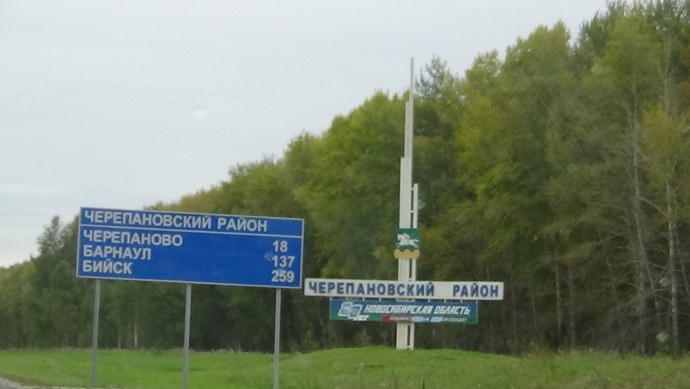 ЧЕРЕПАНОВСКИЙ РАЙОН
ЧЕРЕПАНОВО 18
БАРНАУЛ 137
БИЙСК 259
ЧЕРЕПАНОВСКИЙ РАЙОН
НОВОСИБИРСКАЯ ОБЛАСТЬ